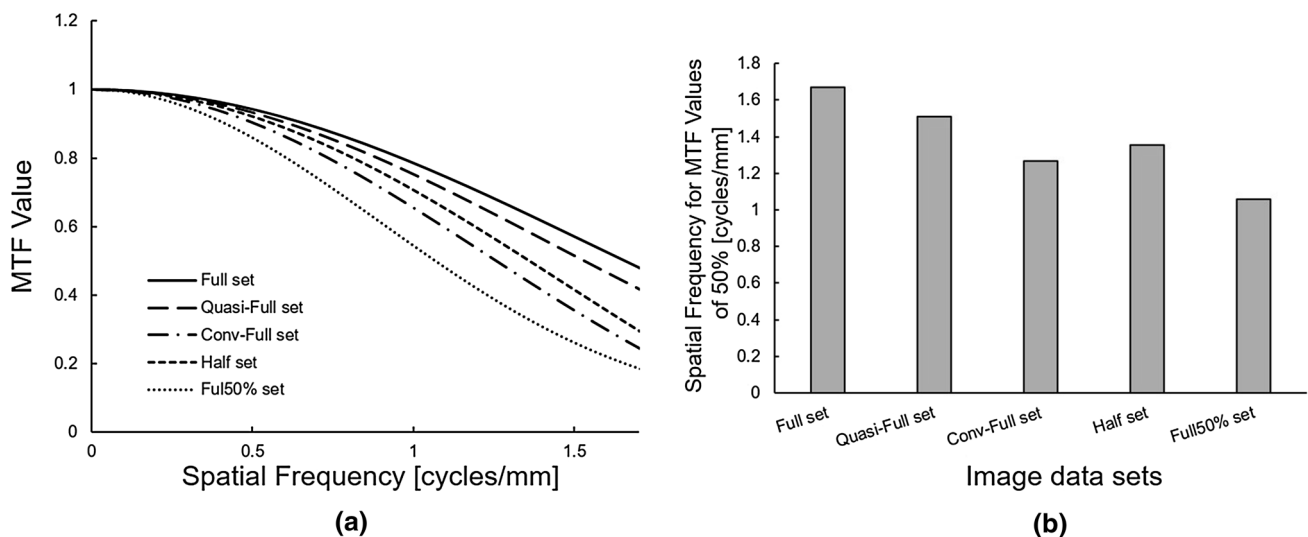 1.2
1
0.8
0.6
0.4
0.2
0
MTF Value
Full set
Quasi-Full set
Conv-Full set
Half set
Ful50% set
0
0.5
1
1.5
Spatial Frequency [cycles/mm]
(a)
Spatial Frequency for MTF Values
of 50% [cycles/mm]
1.8
1.6
1.4
1.2
1
0.8
0.6
0.4
0.2
0
Full set
Quasi-Full set
Conv-Full set
Half set
Full50% set
Image data sets
(b)